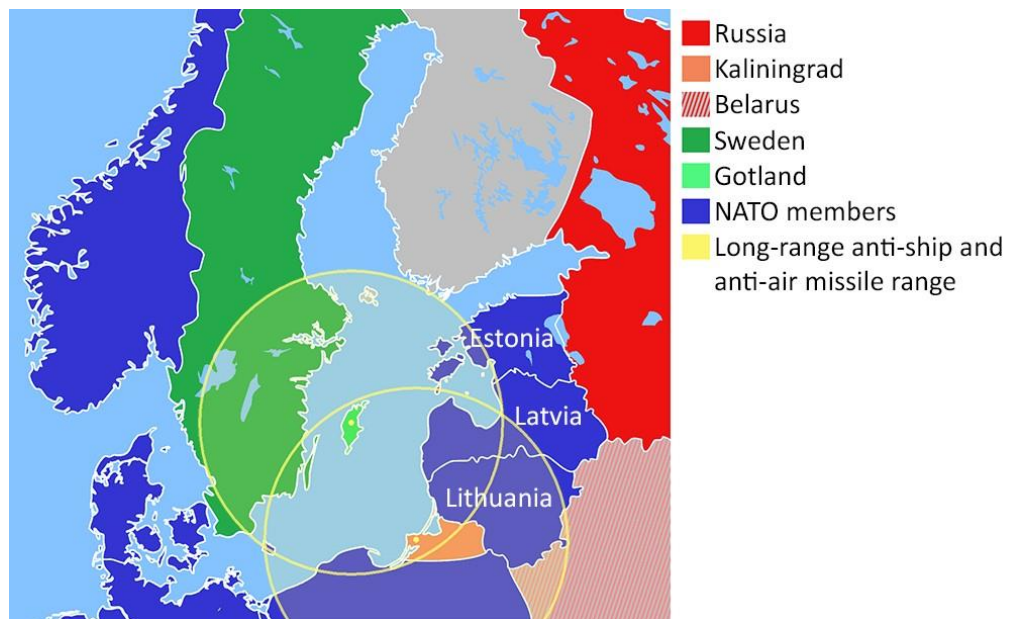 Russia
Kaliningrad
Belarus
Sweden
Gotland
NATO members
Long-range anti-ship and
anti-air missile range
Estonia
Latvia
Lithuania